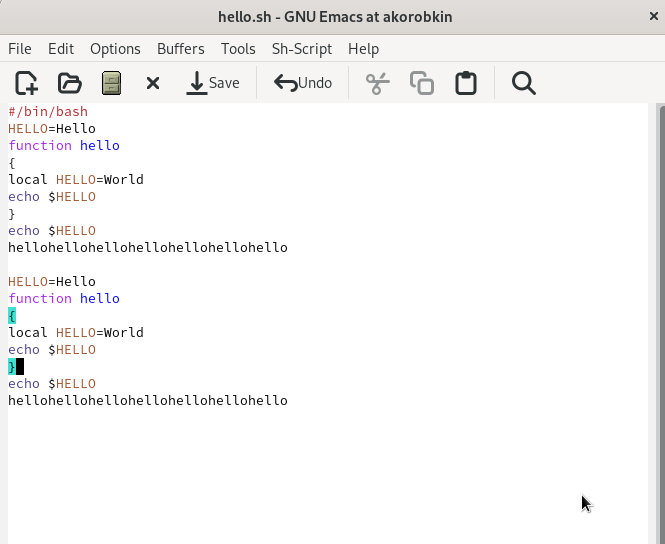 hello.sh - GNU Emacs at akorobkin
File Edit Options Buffers Tools Sh-Script Help
Save Undo
#/bin/bash
HELLO=Hello
function hello
{
local HELLO=World
echo $HELLO
}
echo $HELLO
hellohellohellohellohellohellohello

HELLO=Hello
function hello
{
local HELLO=World
echo $HELLO
}
echo $HELLO
hellohellohellohellohellohellohello